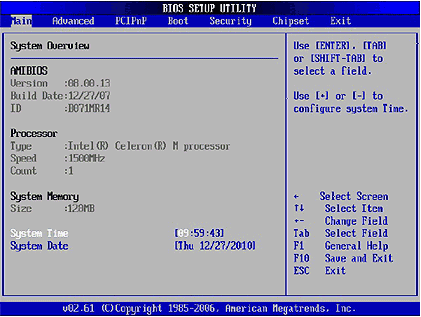 BIOS SETUP UTILITY
Main Advanced PCIPnP Boot Security Chipset Exit
System Overview
AMIBIOS
Version :08.00.13
Build Date:12/27/07
ID :B071MR14
Processor
Type :Intel(R) Celeron(R) M processor
Speed :1500MHz
Count :1
System Memory
Size :128MB
System Time [09:59:43]
System Date [Thu 12/27/2010]
Use [ENTER], [TAB]
or [SHIFT-TAB] to
select a field.
Use [+] or [-] to
configure system Time.
← Select Screen
↑↓ Select Item
+- Change Field
Tab Select Field
F1 General Help
F10 Save and Exit
ESC Exit
v02.61 (C)Copyright 1985-2006, American Megatrends, Inc.